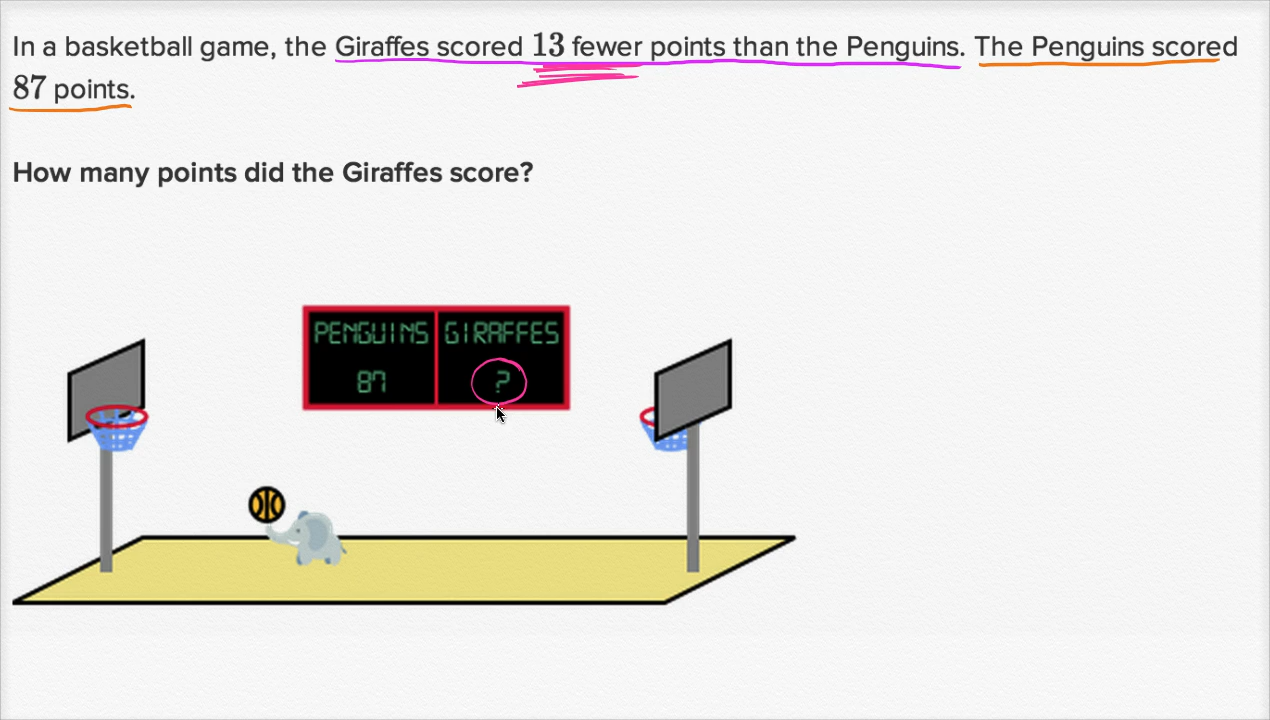 In a basketball game, the Giraffes scored 13 fewer points than the Penguins. The Penguins scored
87 points.
How many points did the Giraffes score?
PENGUINS GIRAFFES
87 ?